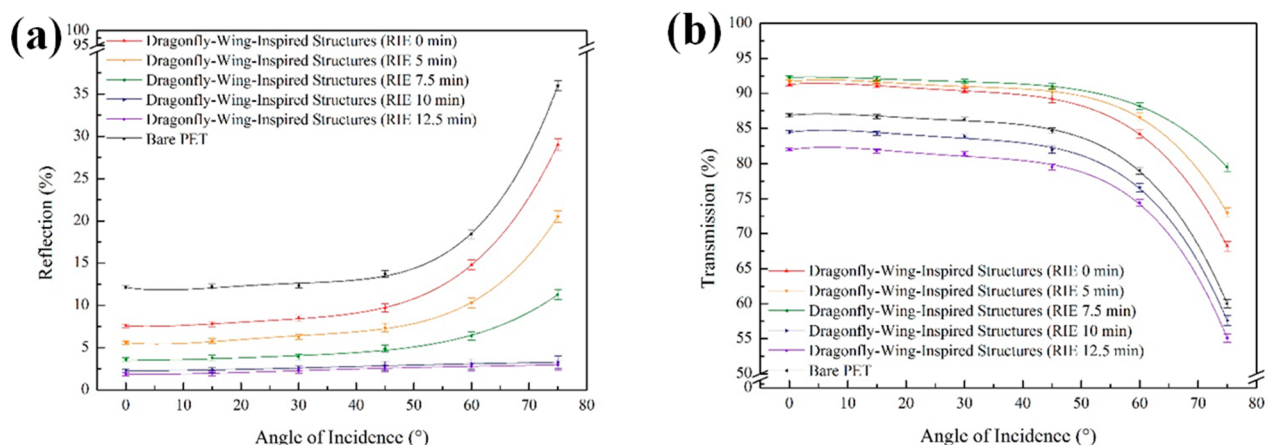 (a)
100
95
35
30
25
20
15
10
5
0
Reflection (%)
Dragonfly-Wing-Inspired Structures (RIE 0 min)
Dragonfly-Wing-Inspired Structures (RIE 5 min)
Dragonfly-Wing-Inspired Structures (RIE 7.5 min)
Dragonfly-Wing-Inspired Structures (RIE 10 min)
Dragonfly-Wing-Inspired Structures (RIE 12.5 min)
Bare PET
0 10 20 30 40 50 60 70 80
Angle of Incidence (°)
(b)
100
95
90
85
80
75
70
65
60
55
50
0
Transmission (%)
Dragonfly-Wing-Inspired Structures (RIE 0 min)
Dragonfly-Wing-Inspired Structures (RIE 5 min)
Dragonfly-Wing-Inspired Structures (RIE 7.5 min)
Dragonfly-Wing-Inspired Structures (RIE 10 min)
Dragonfly-Wing-Inspired Structures (RIE 12.5 min)
Bare PET
0 10 20 30 40 50 60 70 80
Angle of Incidence (°)